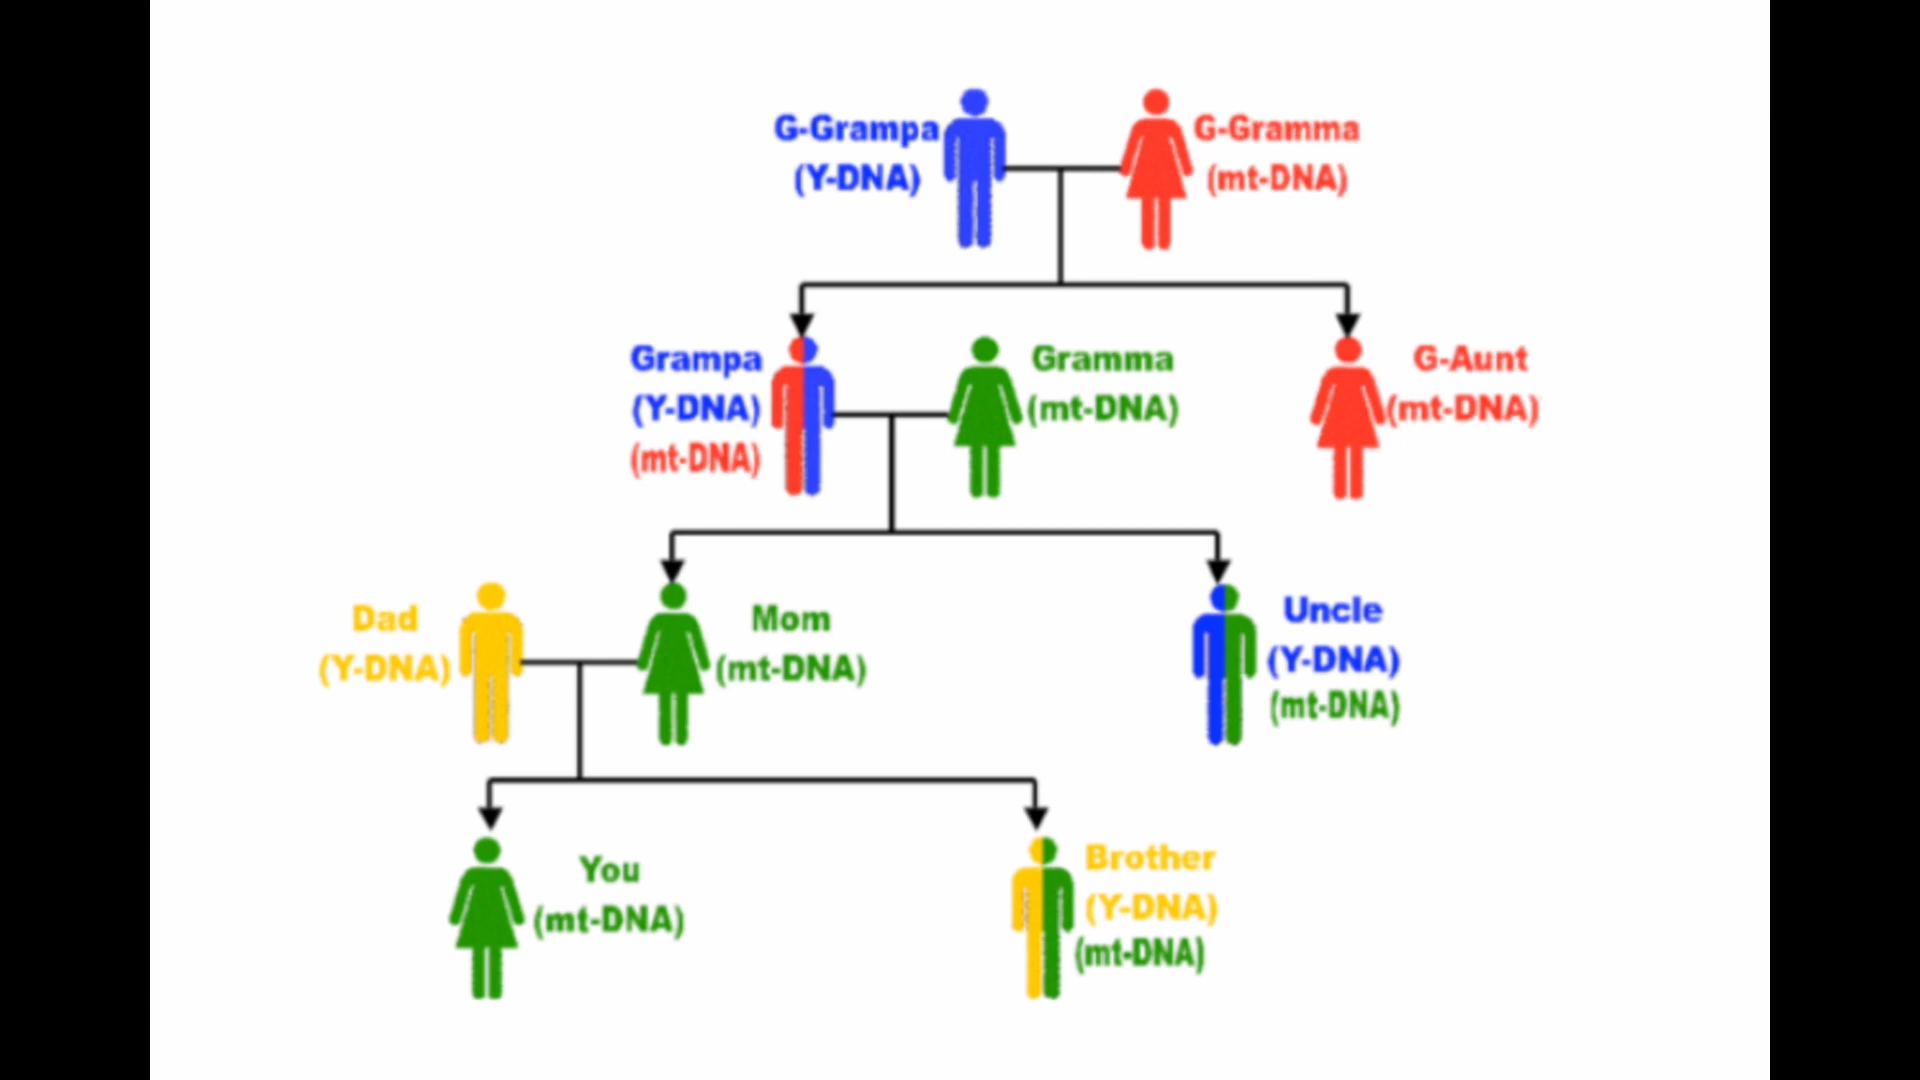 G-Grampa
(Y-DNA)
G-Gramma
(mt-DNA)
Grampa
(Y-DNA)
(mt-DNA)
Gramma
(mt-DNA)
G-Aunt
(mt-DNA)
Dad
(Y-DNA)
Mom
(mt-DNA)
Uncle
(Y-DNA)
(mt-DNA)
You
(mt-DNA)
Brother
(Y-DNA)
(mt-DNA)